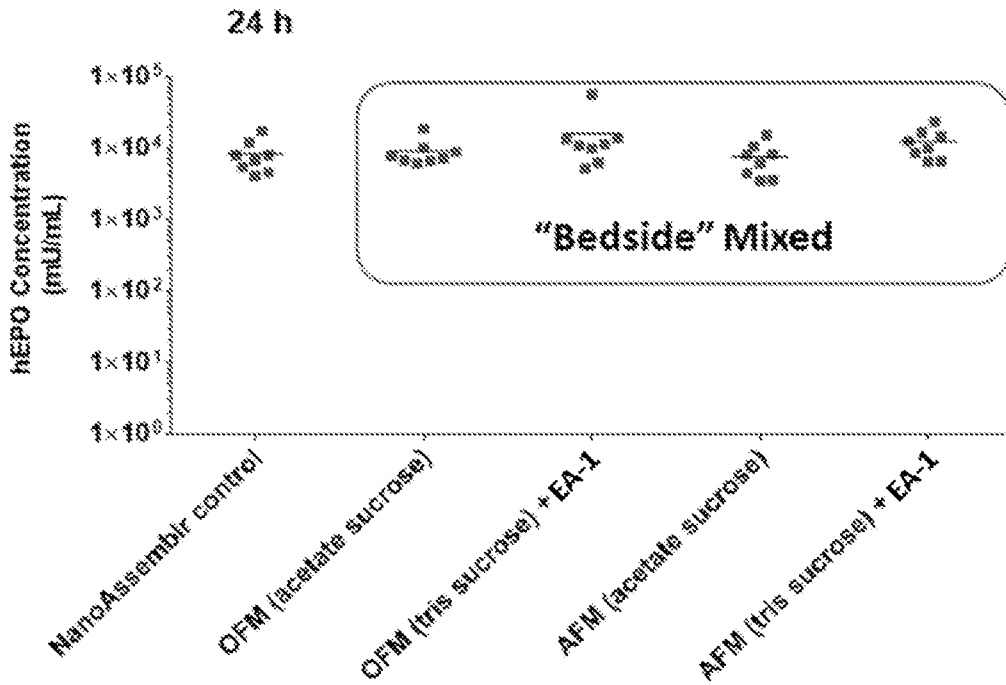 24 h
1×10⁵
1×10⁴
1×10³
1×10²
1×10¹
1×10⁰
hEPO Concentration
(mU/mL)
"Bedside" Mixed
NanoAssemblr control
OFM (acetate sucrose)
OFM (tris sucrose) + EA-1
AFM (acetate sucrose)
AFM (tris sucrose) + EA-1